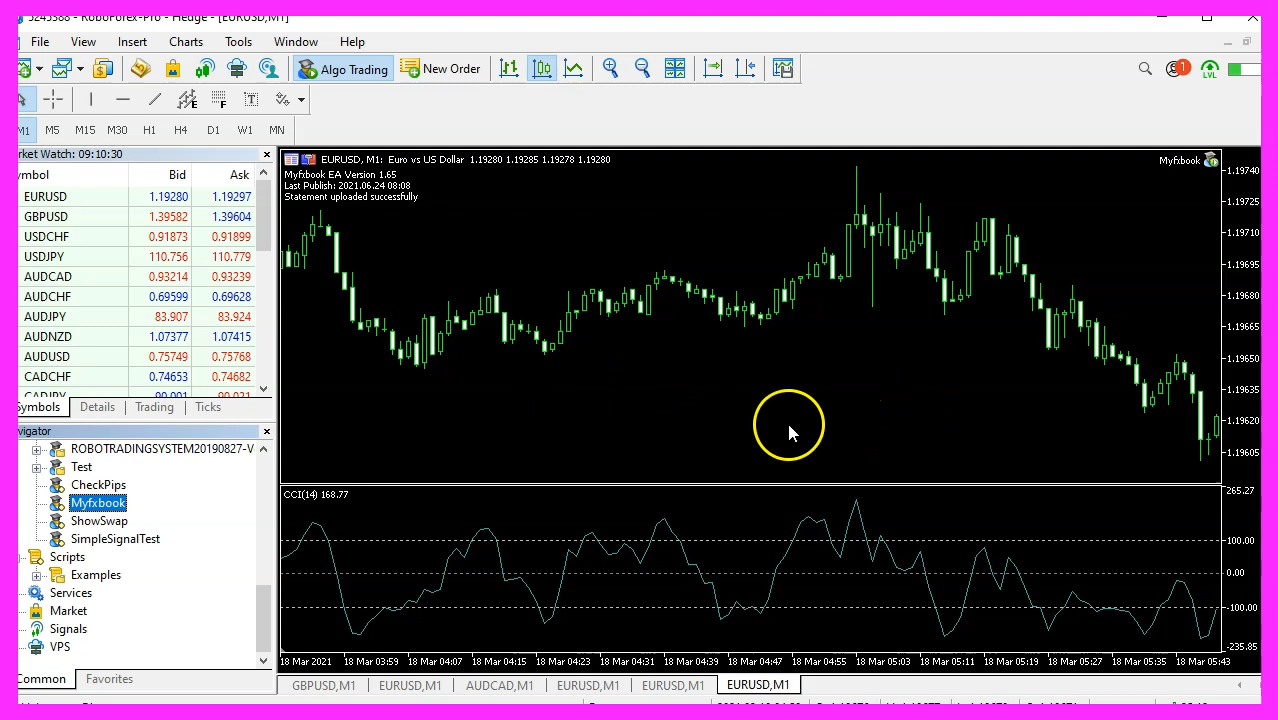 5245388 - RoboForex-Pro - Hedge - [EURUSD,M1]
File View Insert Charts Tools Window Help
Algo Trading New Order 1 LVL
E F T
M1 M5 M15 M30 H1 H4 D1 W1 MN
rket Watch: 09:10:30
mbol Bid Ask
EURUSD 1.19280 1.19297
GBPUSD 1.39582 1.39604
USDCHF 0.91873 0.91899
USDJPY 110.756 110.779
AUDCAD 0.93214 0.93239
AUDCHF 0.69599 0.69628
AUDJPY 83.907 83.924
AUDNZD 1.07377 1.07415
AUDUSD 0.75749 0.75768
CADCHF 0.74653 0.74682
CADJPY 90.001 90.021
ymbols Details Trading Ticks
vigator
ROBOTRADINGSYSTEM20190827-V
Test
CheckPips
Myfxbook
ShowSwap
SimpleSignalTest
Scripts
Examples
Services
Market
Signals
VPS
Common Favorites
EURUSD, M1: Euro vs US Dollar 1.19280 1.19285 1.19278 1.19280
Myfxbook
Myfxbook EA Version 1.65
Last Publish: 2021.06.24 08:08
Statement uploaded successfully
1.19740
1.19725
1.19710
1.19695
1.19680
1.19665
1.19650
1.19635
1.19620
1.19605
CCI(14) 168.77
265.27
100.00
0.00
-100.00
-235.85
18 Mar 2021 18 Mar 03:59 18 Mar 04:07 18 Mar 04:15 18 Mar 04:23 18 Mar 04:31 18 Mar 04:39 18 Mar 04:47 18 Mar 04:55 18 Mar 05:03 18 Mar 05:11 18 Mar 05:19 18 Mar 05:27 18 Mar 05:35 18 Mar 05:43
GBPUSD,M1 EURUSD,M1 AUDCAD,M1 EURUSD,M1 EURUSD,M1 EURUSD,M1